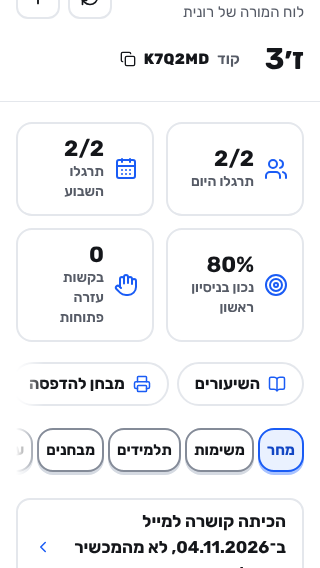 לוח המורה של רונית
ז׳3
קוד K7Q2MD
2/2
תרגלו היום
2/2
תרגלו
השבוע
80%
נכון בניסיון
ראשון
0
בקשות
עזרה
פתוחות
השיעורים
מבחן להדפסה
מחר
משימות
תלמידים
מבחנים
הכיתה קושרה למייל
ב־04.11.2026, לא מהמכשיר